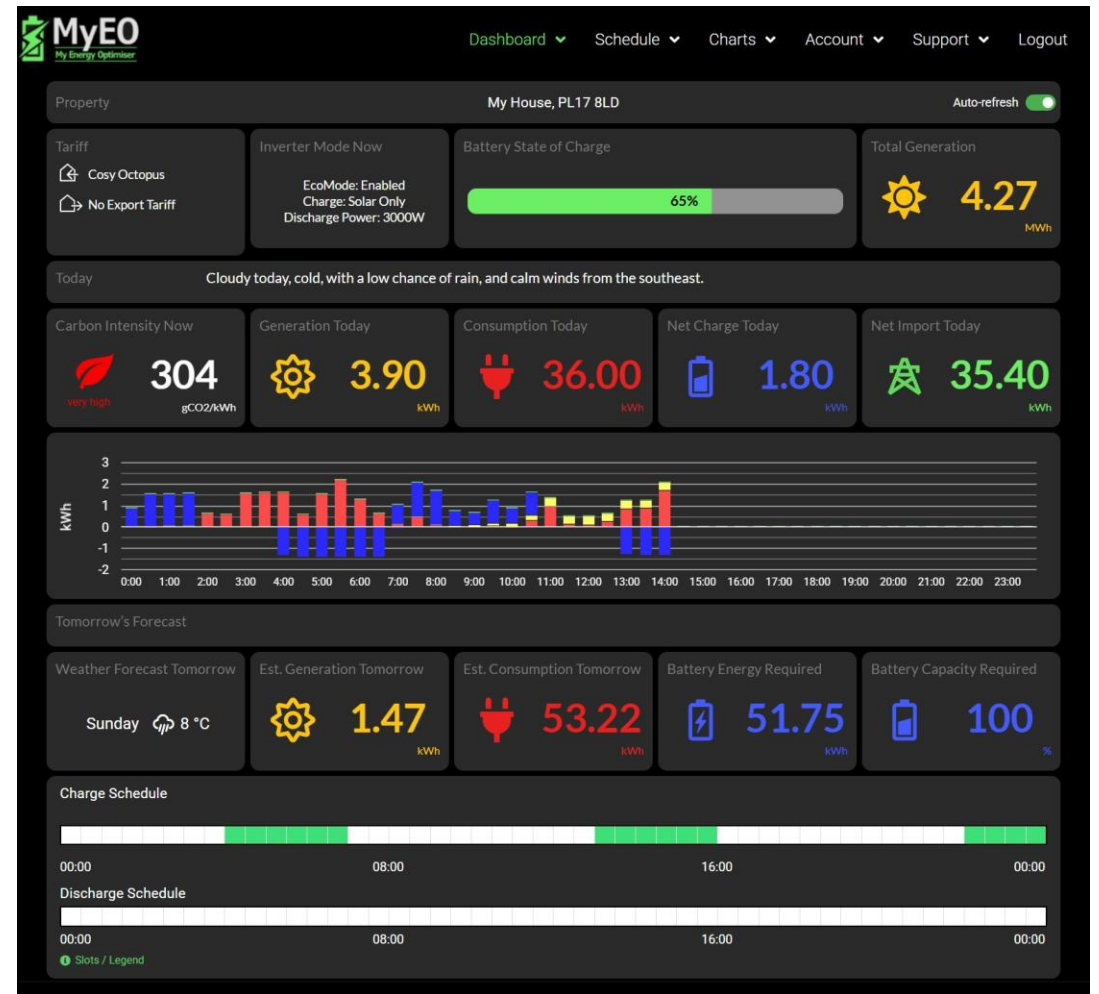 MyEO
My Energy Optimiser
Dashboard Schedule Charts Account Support Logout
Property My House, PL17 8LD Auto-refresh
Tariff
Cosy Octopus
No Export Tariff
Inverter Mode Now
EcoMode: Enabled
Charge: Solar Only
Discharge Power: 3000W
Battery State of Charge
65%
Total Generation
4.27
MWh
Today Cloudy today, cold, with a low chance of rain, and calm winds from the southeast.
Carbon Intensity Now
304
very high
gCO2/kWh
Generation Today
3.90
kWh
Consumption Today
36.00
kWh
Net Charge Today
1.80
kWh
Net Import Today
35.40
kWh
kWh
3
2
1
0
-1
-2
0:00 1:00 2:00 3:00 4:00 5:00 6:00 7:00 8:00 9:00 10:00 11:00 12:00 13:00 14:00 15:00 16:00 17:00 18:00 19:00 20:00 21:00 22:00 23:00
Tomorrow's Forecast
Weather Forecast Tomorrow
Sunday 8 °C
Est. Generation Tomorrow
1.47
kWh
Est. Consumption Tomorrow
53.22
kWh
Battery Energy Required
51.75
kWh
Battery Capacity Required
100
%
Charge Schedule
00:00 08:00 16:00 00:00
Discharge Schedule
00:00 08:00 16:00 00:00
Slots / Legend